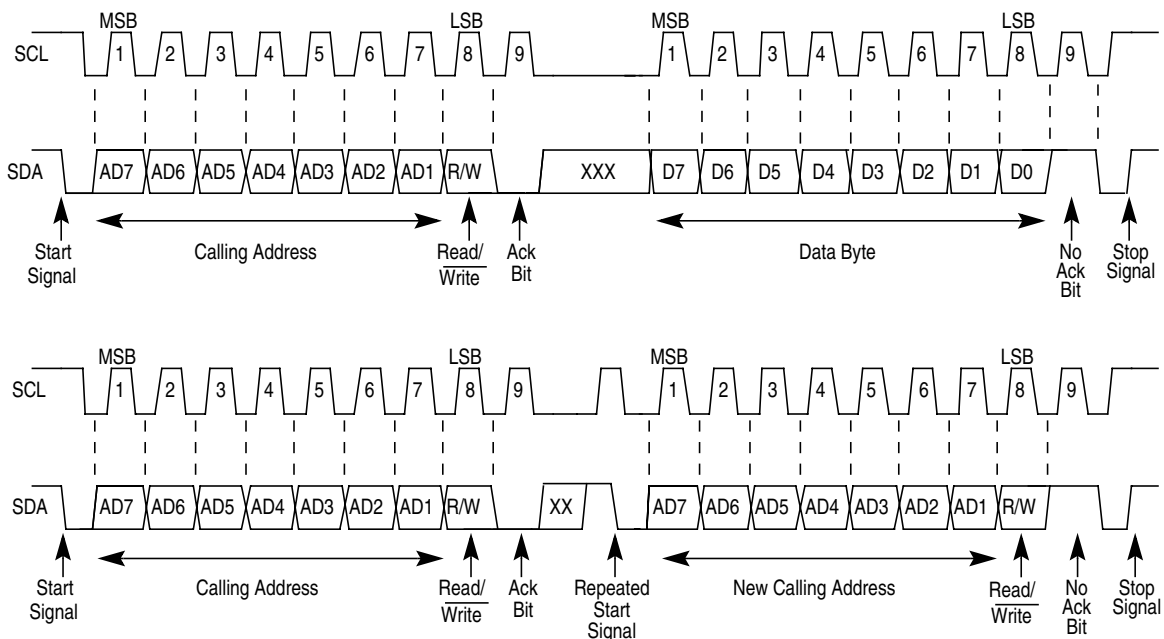 MSB LSB MSB LSB
SCL 1 2 3 4 5 6 7 8 9 1 2 3 4 5 6 7 8 9
SDA AD7 AD6 AD5 AD4 AD3 AD2 AD1 R/W XXX D7 D6 D5 D4 D3 D2 D1 D0
Start Signal
Calling Address
Read/ Write
Ack Bit
Data Byte
No Ack Bit
Stop Signal
MSB LSB MSB LSB
SCL 1 2 3 4 5 6 7 8 9 1 2 3 4 5 6 7 8 9
SDA AD7 AD6 AD5 AD4 AD3 AD2 AD1 R/W XX AD7 AD6 AD5 AD4 AD3 AD2 AD1 R/W
Start Signal
Calling Address
Read/ Write
Ack Bit
Repeated Start Signal
New Calling Address
Read/ Write
No Ack Bit
Stop Signal